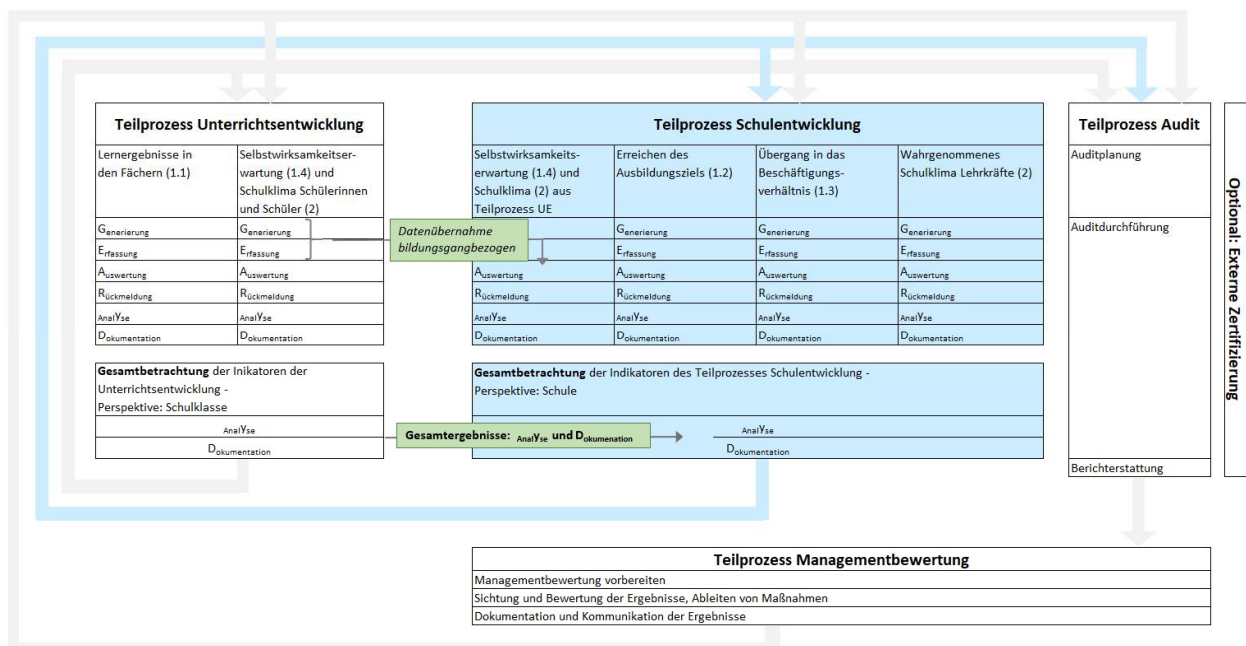 Teilprozess Unterrichtsentwicklung
Lernergebnisse in
den Fächern (1.1)
Selbstwirksamkeitser-
wartung (1.4) und
Schulklima Schülerinnen
und Schüler (2)
Generierung
Generierung
Erfassung
Erfassung
Auswertung
Auswertung
Rückmeldung
Rückmeldung
Analyse
Analyse
Dokumentation
Dokumentation
Gesamtbetrachtung der Inikatoren der
Unterrichtsentwicklung -
Perspektive: Schulklasse
Analyse
Dokumentation
Datenübernahme
bildungsgangbezogen
Gesamtergebnisse: Analyse und Dokumenation
Teilprozess Schulentwicklung
Selbstwirksamkeits-
erwartung (1.4) und
Schulklima (2) aus
Teilprozess UE
Erreichen des
Ausbildungsziels (1.2)
Übergang in das
Beschäftigungs-
verhältnis (1.3)
Wahrgenommenes
Schulklima Lehrkräfte (2)
Generierung
Generierung
Generierung
Erfassung
Erfassung
Erfassung
Auswertung
Auswertung
Auswertung
Auswertung
Rückmeldung
Rückmeldung
Rückmeldung
Rückmeldung
Analyse
Analyse
Analyse
Analyse
Dokumentation
Dokumentation
Dokumentation
Dokumentation
Gesamtbetrachtung der Indikatoren des Teilprozesses Schulentwicklung -
Perspektive: Schule
Analyse
Dokumentation
Teilprozess Audit
Auditplanung
Auditdurchführung
Berichterstattung
Optional: Externe Zertifizierung
Teilprozess Managementbewertung
Managementbewertung vorbereiten
Sichtung und Bewertung der Ergebnisse, Ableiten von Maßnahmen
Dokumentation und Kommunikation der Ergebnisse